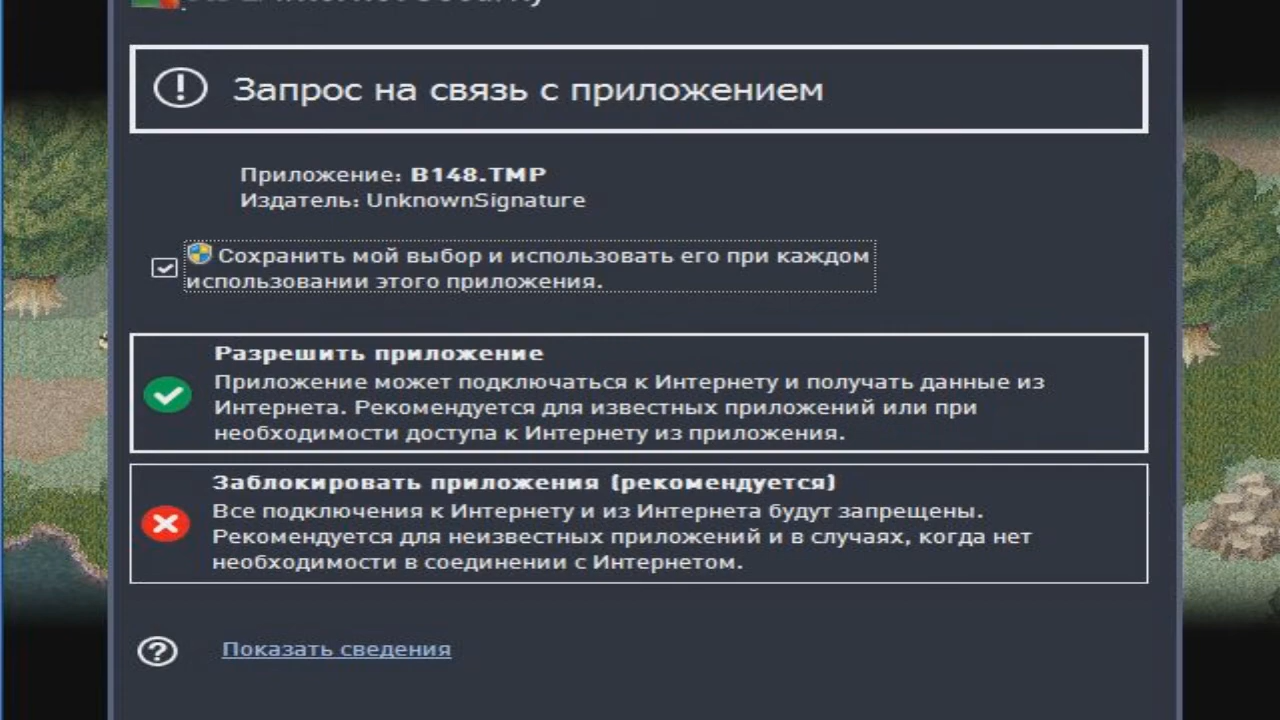 Internet Security
Запрос на связь с приложением
Приложение: B148.TMP
Издатель: UnknownSignature
Сохранить мой выбор и использовать его при каждом
использовании этого приложения.
Разрешить приложение
Приложение может подключаться к Интернету и получать данные из
Интернета. Рекомендуется для известных приложений или при
необходимости доступа к Интернету из приложения.
Заблокировать приложения (рекомендуется)
Все подключения к Интернету и из Интернета будут запрещены.
Рекомендуется для неизвестных приложений и в случаях, когда нет
необходимости в соединении с Интернетом.
Показать сведения